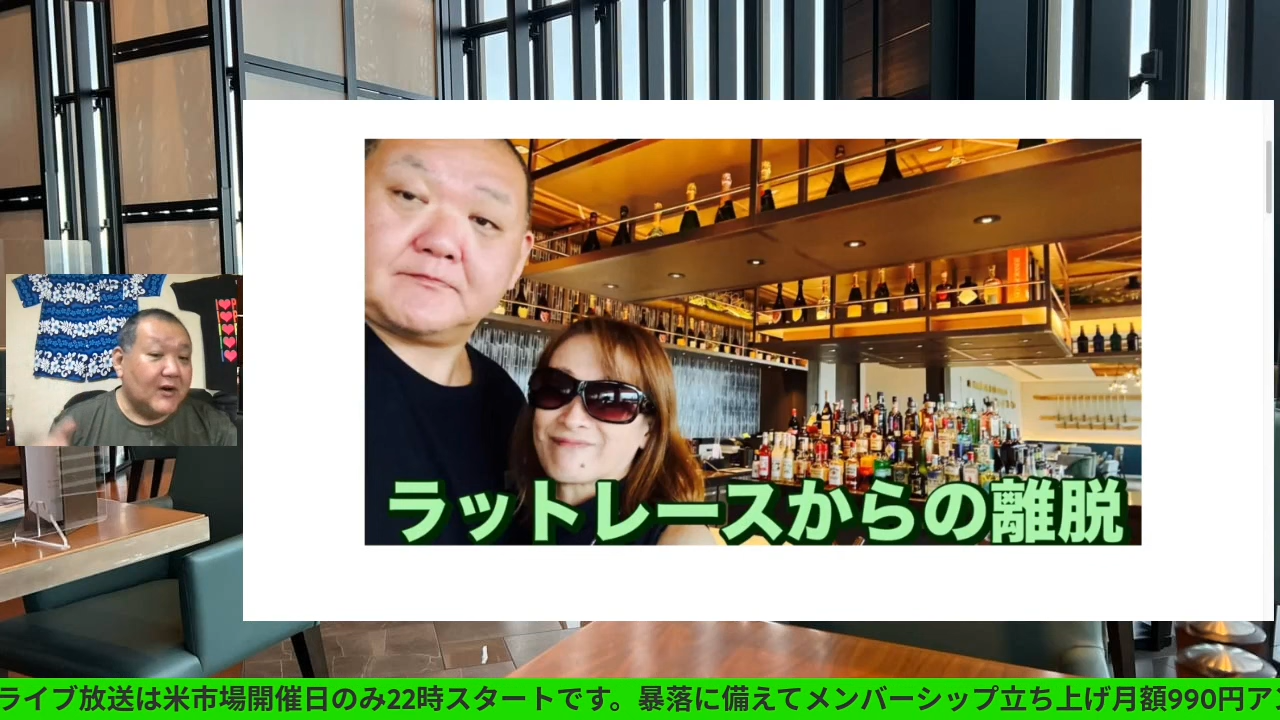 ラットレースからの離脱
ライブ放送は米市場開催日のみ22時スタートです。暴落に備えてメンバーシップ立ち上げ月額990円ア